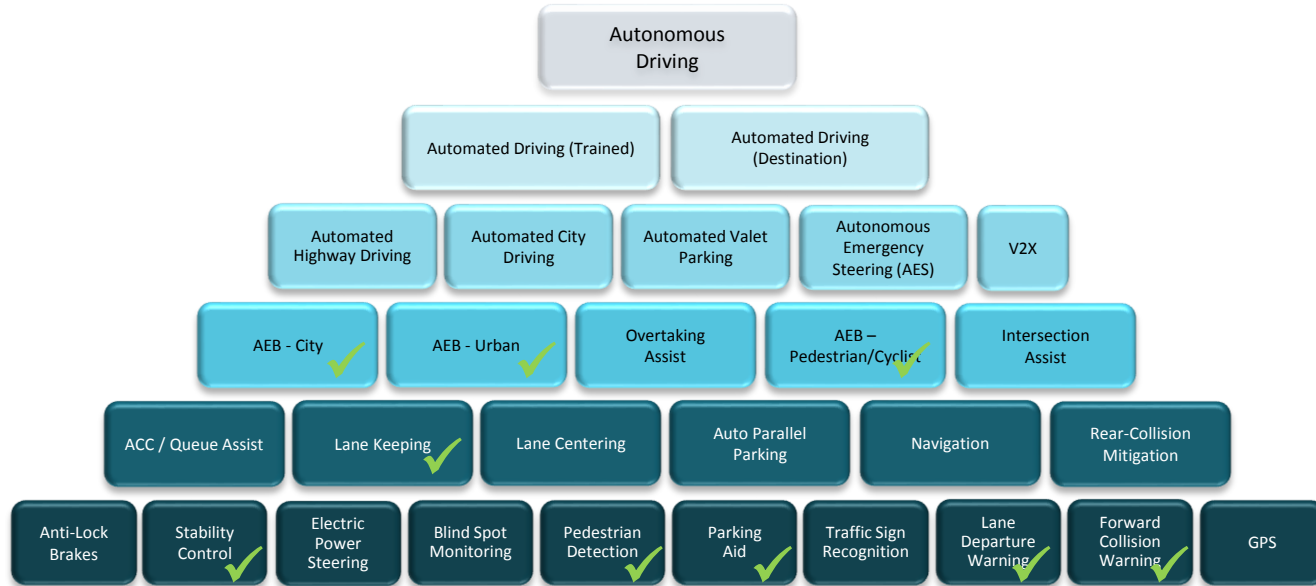 Autonomous
Driving
Automated Driving (Trained)
Automated Driving
(Destination)
Automated
Highway Driving
Automated City
Driving
Automated Valet
Parking
Autonomous
Emergency
Steering (AES)
V2X
AEB - City
AEB - Urban
Overtaking
Assist
AEB –
Pedestrian/Cyclist
Intersection
Assist
ACC / Queue Assist
Lane Keeping
Lane Centering
Auto Parallel
Parking
Navigation
Rear-Collision
Mitigation
Anti-Lock
Brakes
Stability
Control
Electric
Power
Steering
Blind Spot
Monitoring
Pedestrian
Detection
Parking
Aid
Traffic Sign
Recognition
Lane
Departure
Warning
Forward
Collision
Warning
GPS